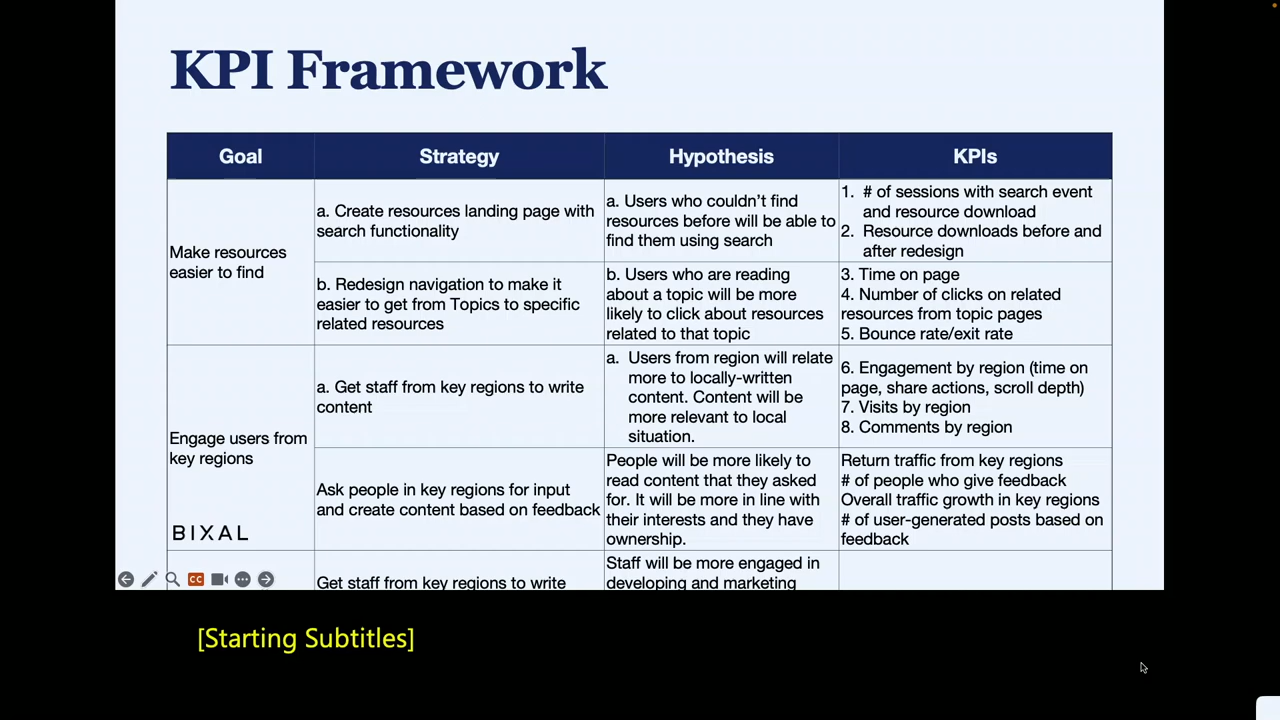 KPI Framework
Goal
Strategy
Hypothesis
KPIs
Make resources
easier to find
a. Create resources landing page with
search functionality
a. Users who couldn’t find
resources before will be able to
find them using search
1. # of sessions with search event
and resource download
2. Resource downloads before and
after redesign
b. Redesign navigation to make it
easier to get from Topics to specific
related resources
b. Users who are reading
about a topic will be more
likely to click about resources
related to that topic
3. Time on page
4. Number of clicks on related
resources from topic pages
5. Bounce rate/exit rate
Engage users from
key regions
a. Get staff from key regions to write
content
a. Users from region will relate
more to locally-written
content. Content will be
more relevant to local
situation.
6. Engagement by region (time on
page, share actions, scroll depth)
7. Visits by region
8. Comments by region
Ask people in key regions for input
and create content based on feedback
People will be more likely to
read content that they asked
for. It will be more in line with
their interests and they have
ownership.
Return traffic from key regions
# of people who give feedback
Overall traffic growth in key regions
# of user-generated posts based on
feedback
BIXAL
Get staff from key regions to write
Staff will be more engaged in
developing and marketing
CC
[Starting Subtitles]